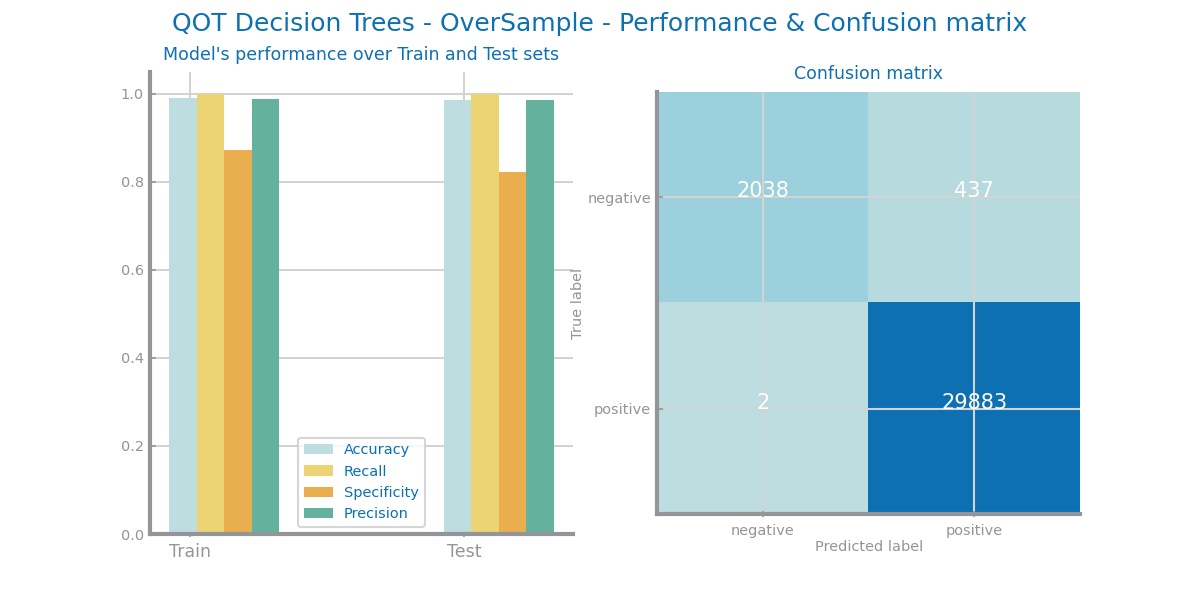 QOT Decision Trees - OverSample - Performance & Confusion matrix
Model's performance over Train and Test sets
1.0
0.8
0.6
0.4
0.2
0.0
Train
Test
Accuracy
Recall
Specificity
Precision
Confusion matrix
True label
negative
positive
2038
437
2
29883
negative
positive
Predicted label